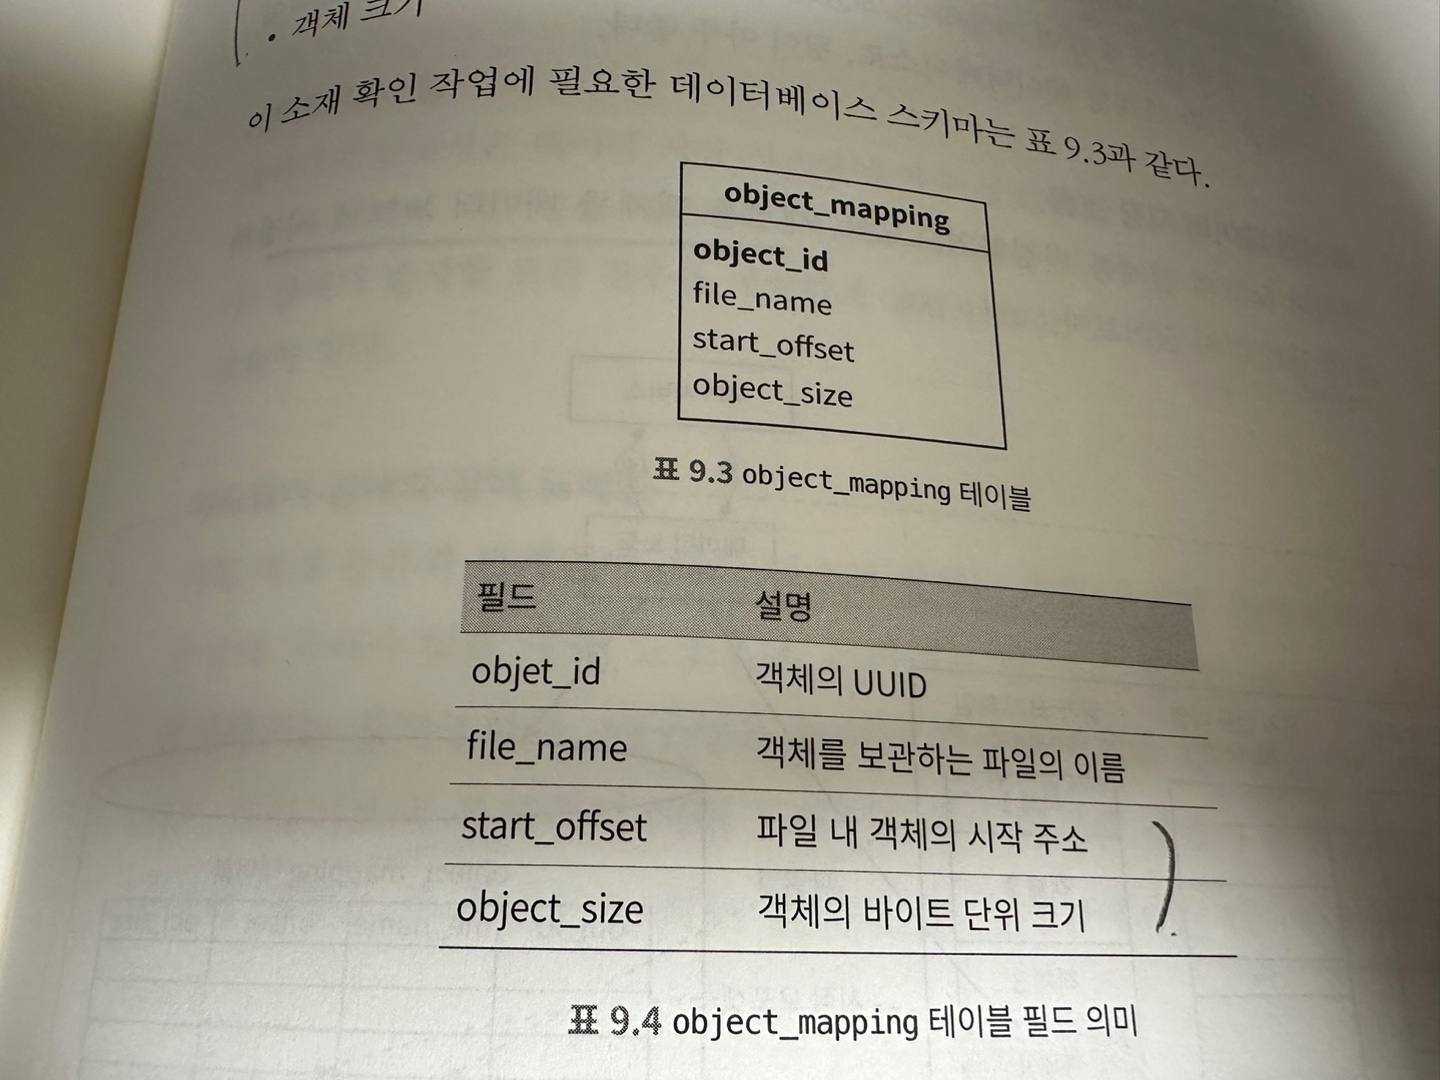 • 객체 크기
이 소재 확인 작업에 필요한 데이터베이스 스키마는 표 9.3과 같다.
object_mapping
object_id
file_name
start_offset
object_size
표 9.3 object_mapping 테이블
필드 설명
objet_id 객체의 UUID
file_name 객체를 보관하는 파일의 이름
start_offset 파일 내 객체의 시작 주소
object_size 객체의 바이트 단위 크기
표 9.4 object_mapping 테이블 필드 의미